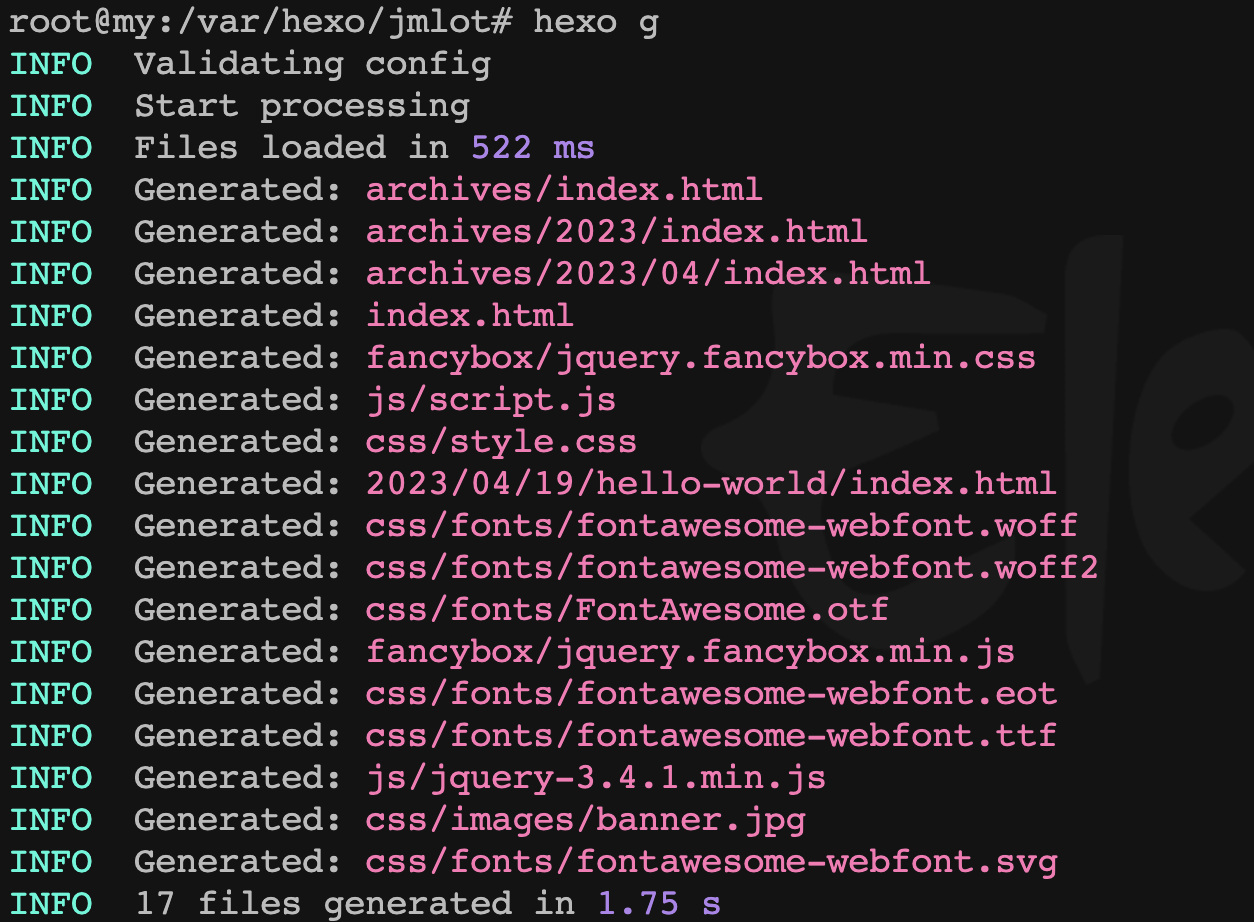 root@my:/var/hexo/jmlot# hexo g
INFO  Validating config
INFO  Start processing
INFO  Files loaded in 522 ms
INFO  Generated: archives/index.html
INFO  Generated: archives/2023/index.html
INFO  Generated: archives/2023/04/index.html
INFO  Generated: index.html
INFO  Generated: fancybox/jquery.fancybox.min.css
INFO  Generated: js/script.js
INFO  Generated: css/style.css
INFO  Generated: 2023/04/19/hello-world/index.html
INFO  Generated: css/fonts/fontawesome-webfont.woff
INFO  Generated: css/fonts/fontawesome-webfont.woff2
INFO  Generated: css/fonts/FontAwesome.otf
INFO  Generated: fancybox/jquery.fancybox.min.js
INFO  Generated: css/fonts/fontawesome-webfont.eot
INFO  Generated: css/fonts/fontawesome-webfont.ttf
INFO  Generated: js/jquery-3.4.1.min.js
INFO  Generated: css/images/banner.jpg
INFO  Generated: css/fonts/fontawesome-webfont.svg
INFO  17 files generated in 1.75 s